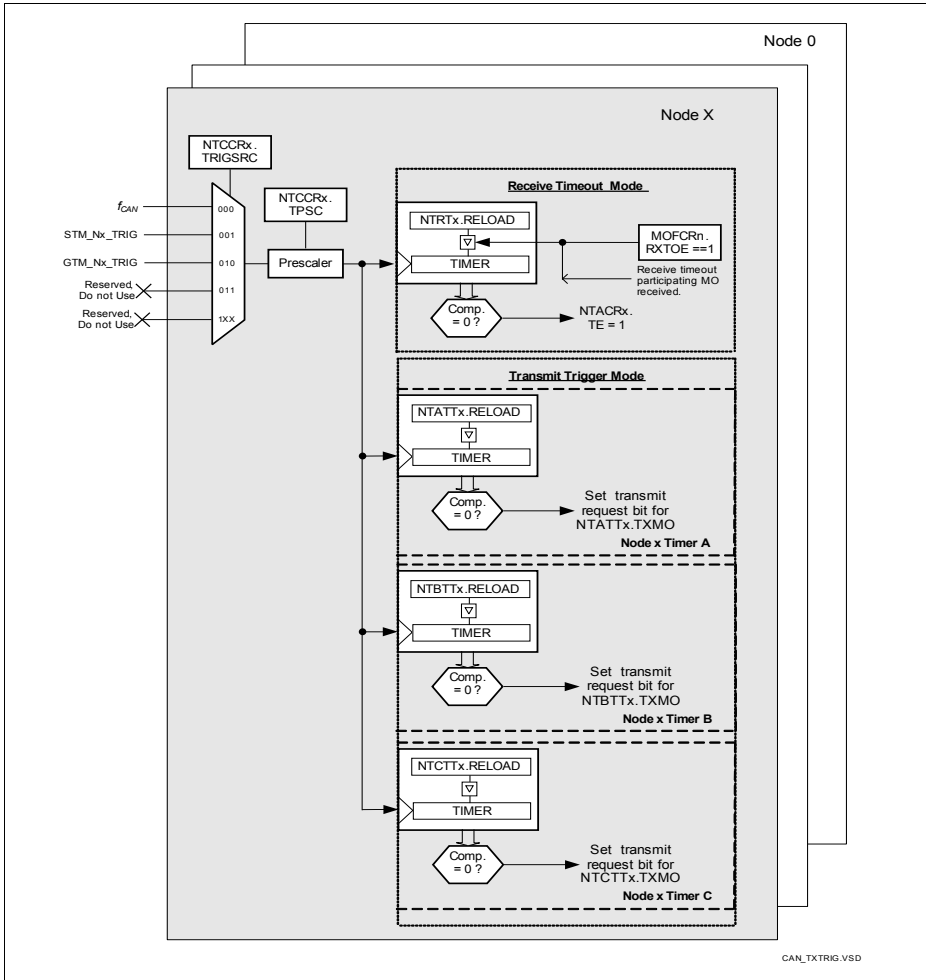 Node 0
Node X
NTCCRx.
TRIGSRC
NTCCRx.
TPSC
fCAN
STM_Nx_TRIG
GTM_Nx_TRIG
Reserved,
Do not Use
Reserved,
Do not Use
000
001
010
011
1XX
Prescaler
Receive Timeout Mode
NTRTx.RELOAD
TIMER
MOFCRn.
RXTOE ==1
Receive timeout
participating MO
received.
Comp.
= 0 ?
NTACRx.
TE = 1
Transmit Trigger Mode
NTATTx.RELOAD
TIMER
Comp.
= 0 ?
Set transmit
request bit for
NTATTx.TXMO
Node x Timer A
NTBTTx.RELOAD
TIMER
Comp.
= 0 ?
Set transmit
request bit for
NTBTTx.TXMO
Node x Timer B
NTCTTx.RELOAD
TIMER
Comp.
= 0 ?
Set transmit
request bit for
NTCTTx.TXMO
Node x Timer C
CAN_TXTRIG.VSD